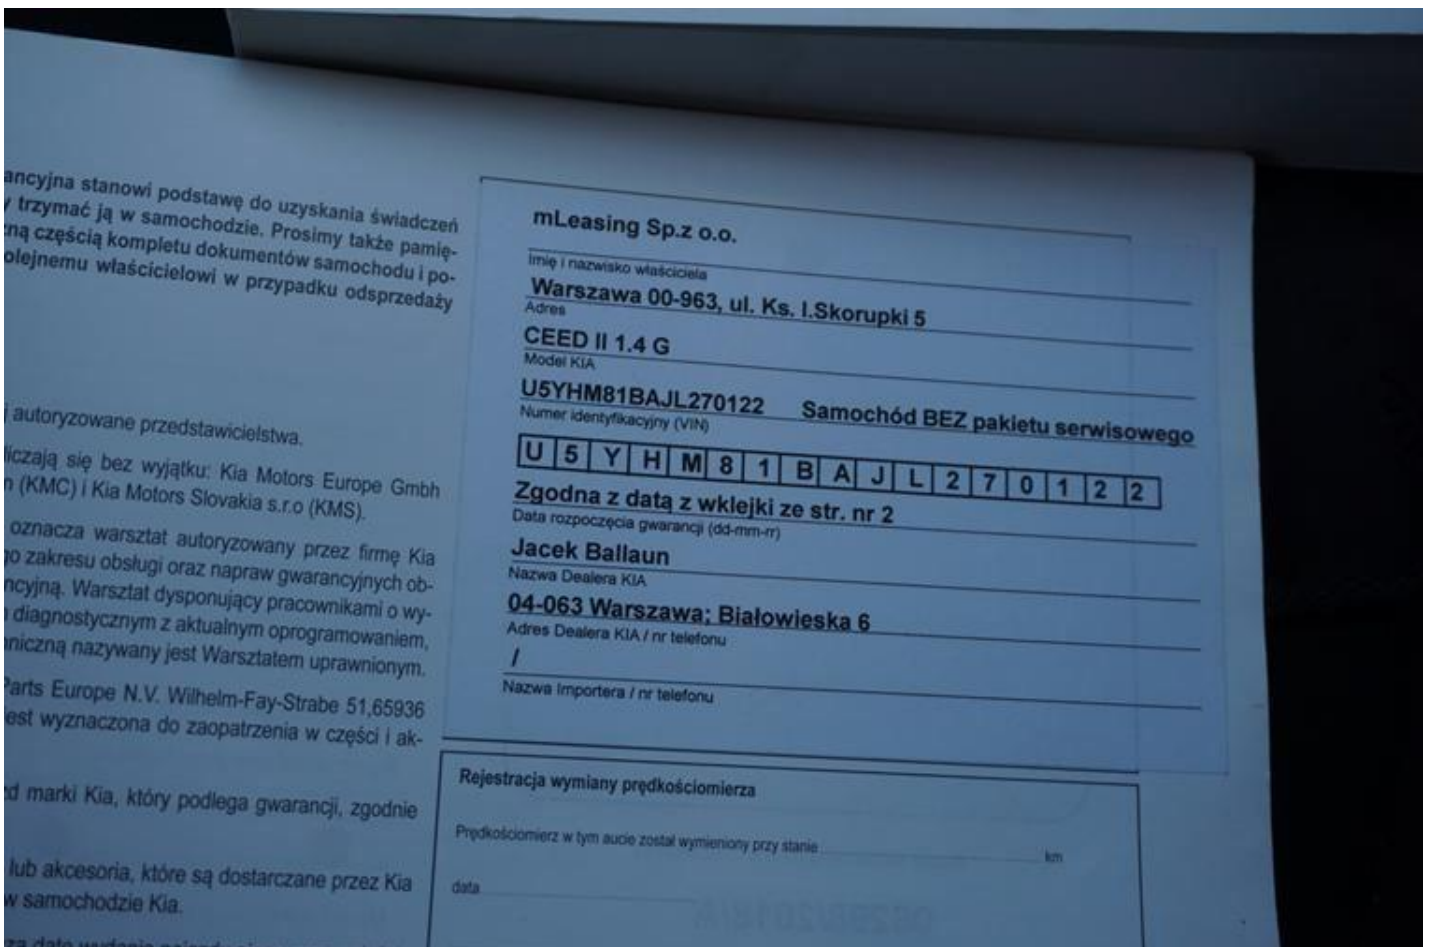 ancyjna stanowi podstawę do uzyskania świadczeń
trzymać ją w samochodzie. Prosimy także pamię-
ną częścią kompletu dokumentów samochodu i po-
olejnemu właścicielowi w przypadku odsprzedaży
autoryzowane przedstawicielstwa.
liczają się bez wyjątku: Kia Motors Europe Gmbh
n (KMC) i Kia Motors Slovakia s.r.o (KMS).
oznacza warsztat autoryzowany przez firmę Kia
go zakresu obsługi oraz napraw gwarancyjnych ob-
ncyjną. Warsztat dysponujący pracownikami o wy-
diagnostycznym z aktualnym oprogramowaniem,
hniczną nazywany jest Warsztatem uprawnionym.
Parts Europe N.V. Wilhelm-Fay-Strabe 51,65936
jest wyznaczona do zaopatrzenia w części i ak-
d marki Kia, który podlega gwarancji, zgodnie
lub akcesoria, które są dostarczane przez Kia
w samochodzie Kia.
mLeasing Sp.z o.o.
Imię i nazwisko właściciela
Warszawa 00-963, ul. Ks. I.Skorupki 5
Adres
CEED II 1.4 G
Model KIA
U5YHM81BAJL270122 Samochód BEZ pakietu serwisowego
Numer identyfikacyjny (VIN)
U 5 Y H M 8 1 B A J L 2 7 0 1 2 2
Zgodna z datą z wklejki ze str. nr 2
Data rozpoczęcia gwarancji (dd-mm-rr)
Jacek Ballaun
Nazwa Dealera KIA
04-063 Warszawa; Białowieska 6
Adres Dealera KIA / nr telefonu
/
Nazwa Importera / nr telefonu
Rejestracja wymiany prędkościomierza
Prędkościomierz w tym aucie został wymieniony przy stanie km
data